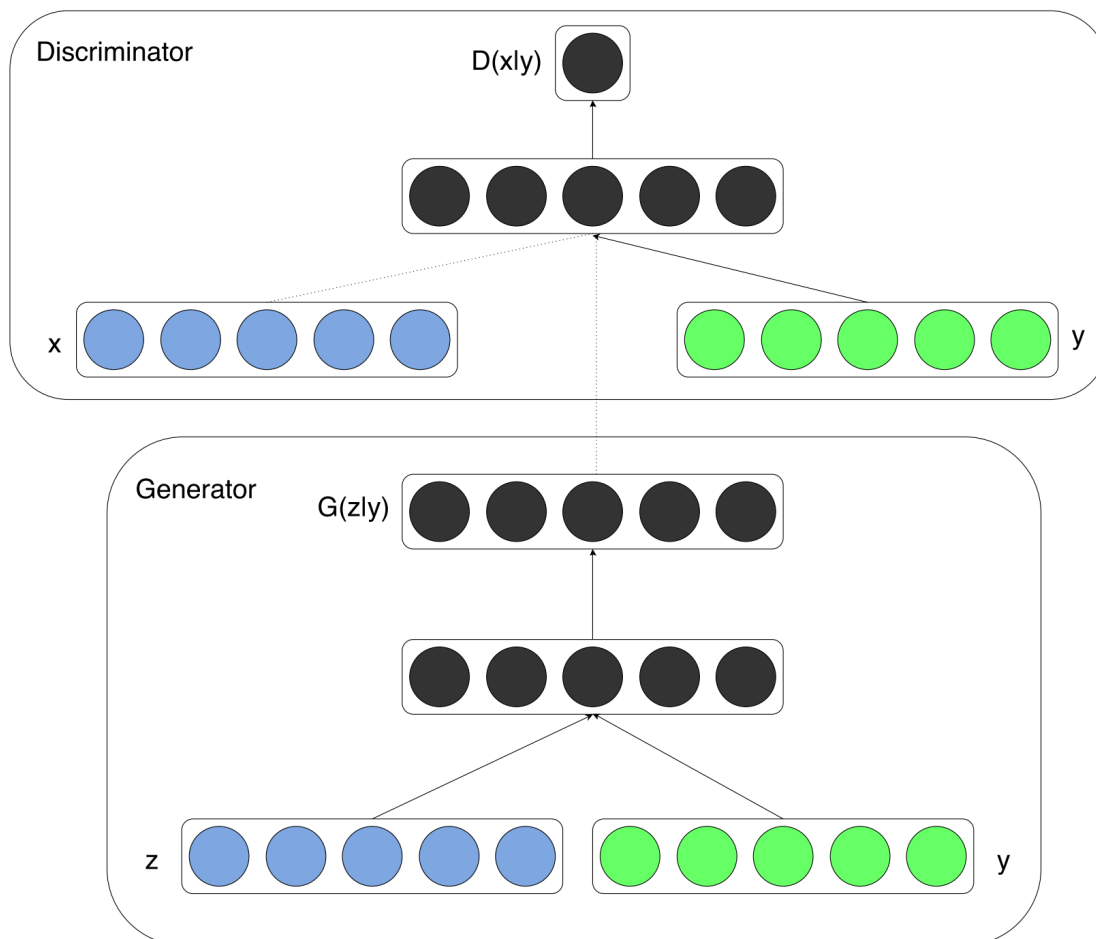 Discriminator
D(x|y)
x
y
Generator
G(z|y)
z
y